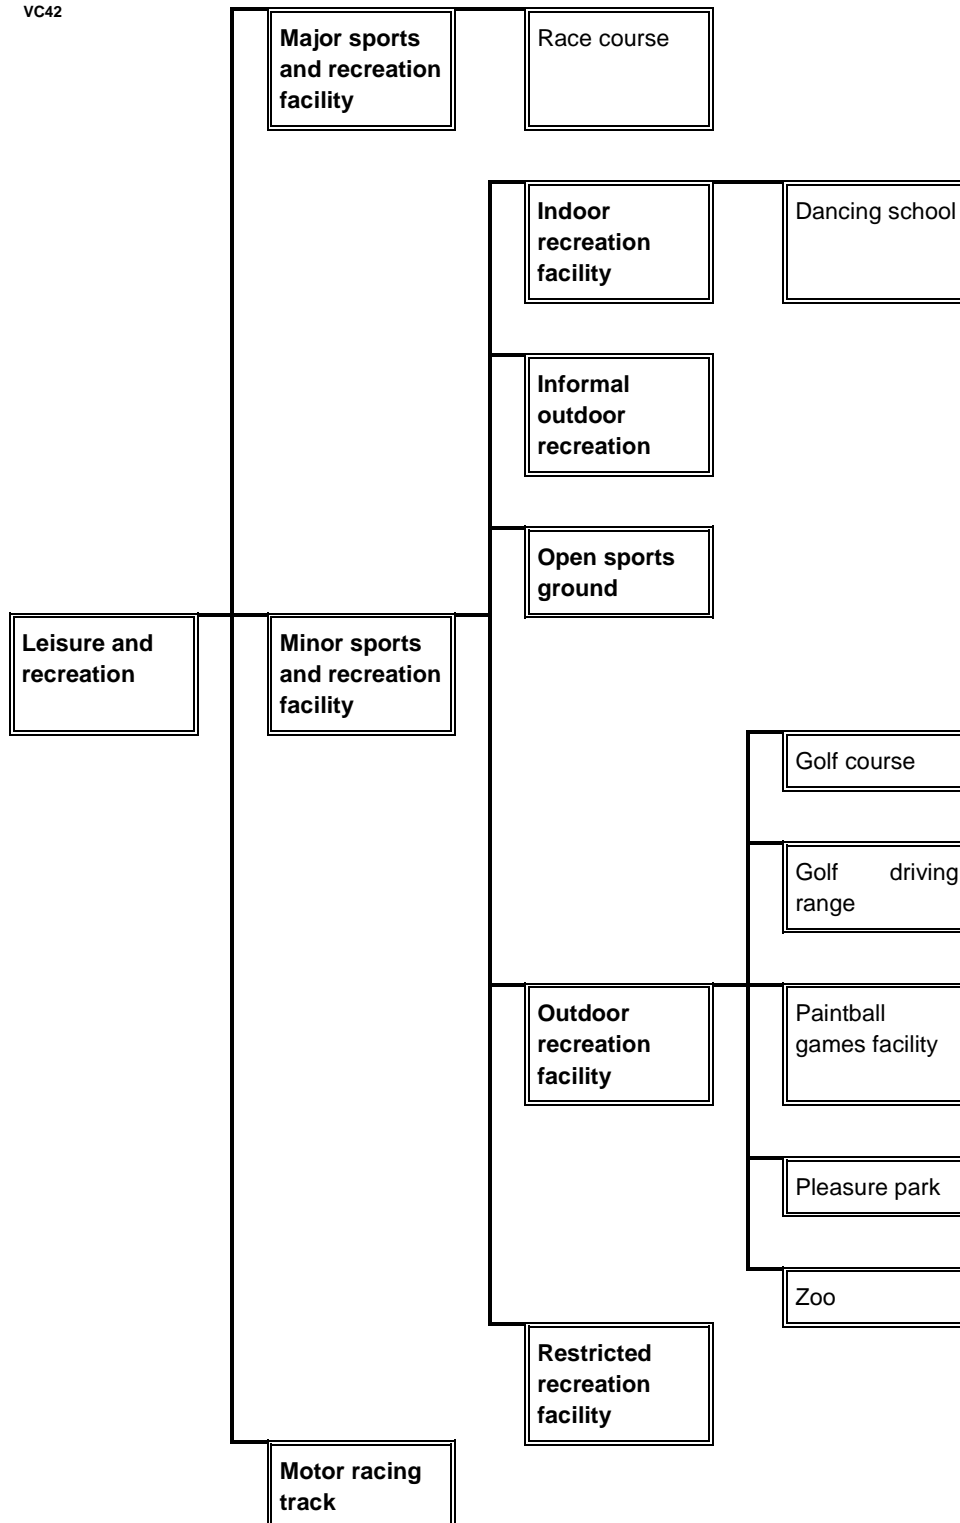 VC42
Major sports
and recreation
facility
Race course
Indoor
recreation
facility
Dancing school
Informal
outdoor
recreation
Open sports
ground
Leisure and
recreation
Minor sports
and recreation
facility
Golf course
Golf driving
range
Outdoor
recreation
facility
Paintball
games facility
Pleasure park
Zoo
Restricted
recreation
facility
Motor racing
track